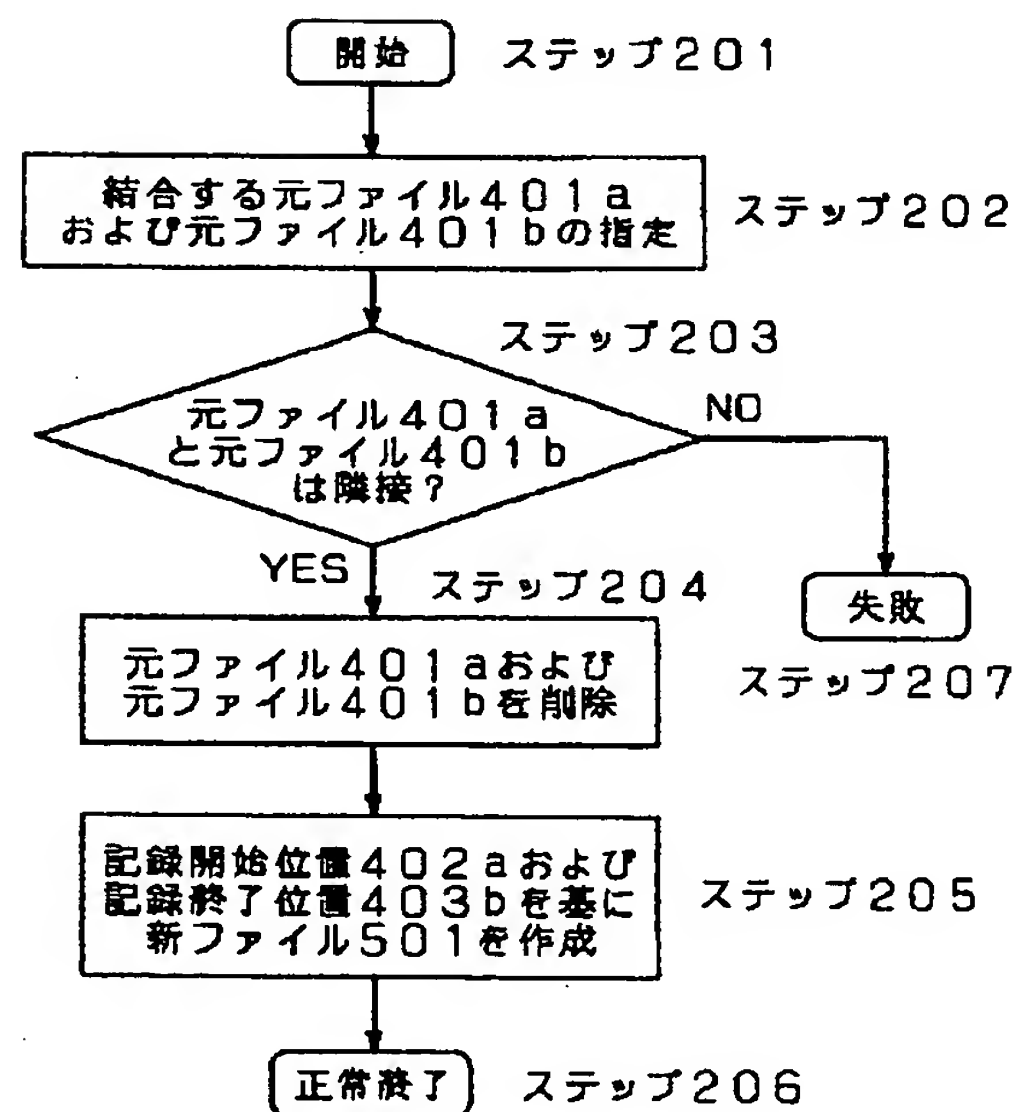 開始 ステップ201
結合する元ファイル401a
および元ファイル401bの指定
ステップ202
ステップ203
元ファイル401a
と元ファイル401b
は隣接?
NO
YES
ステップ204
失敗
ステップ207
元ファイル401aおよび
元ファイル401bを削除
記録開始位置402aおよび
記録終了位置403bを基に
新ファイル501を作成
ステップ205
正常終了 ステップ206